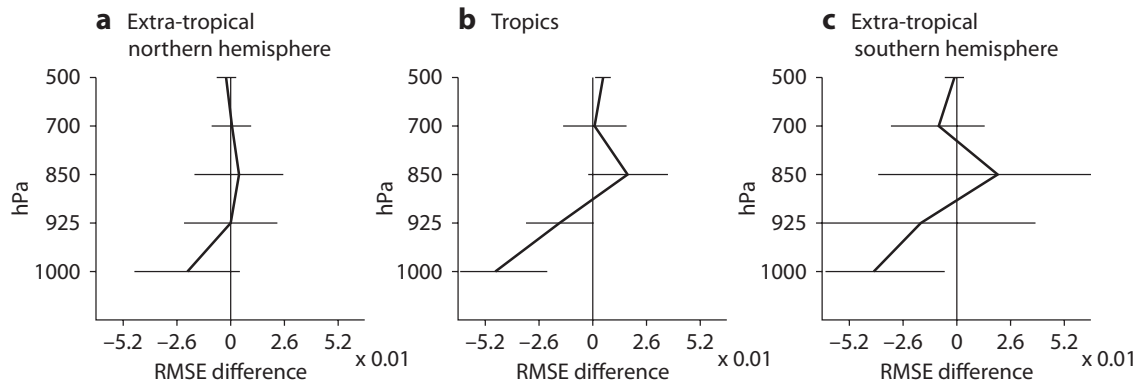 a Extra-tropical
northern hemisphere
b Tropics
c Extra-tropical
southern hemisphere
hPa
500
700
850
925
1000
−5.2 −2.6 0 2.6 5.2
x 0.01
RMSE difference
hPa
500
700
850
925
1000
−5.2 −2.6 0 2.6 5.2
x 0.01
RMSE difference
hPa
500
700
850
925
1000
−5.2 −2.6 0 2.6 5.2
x 0.01
RMSE difference